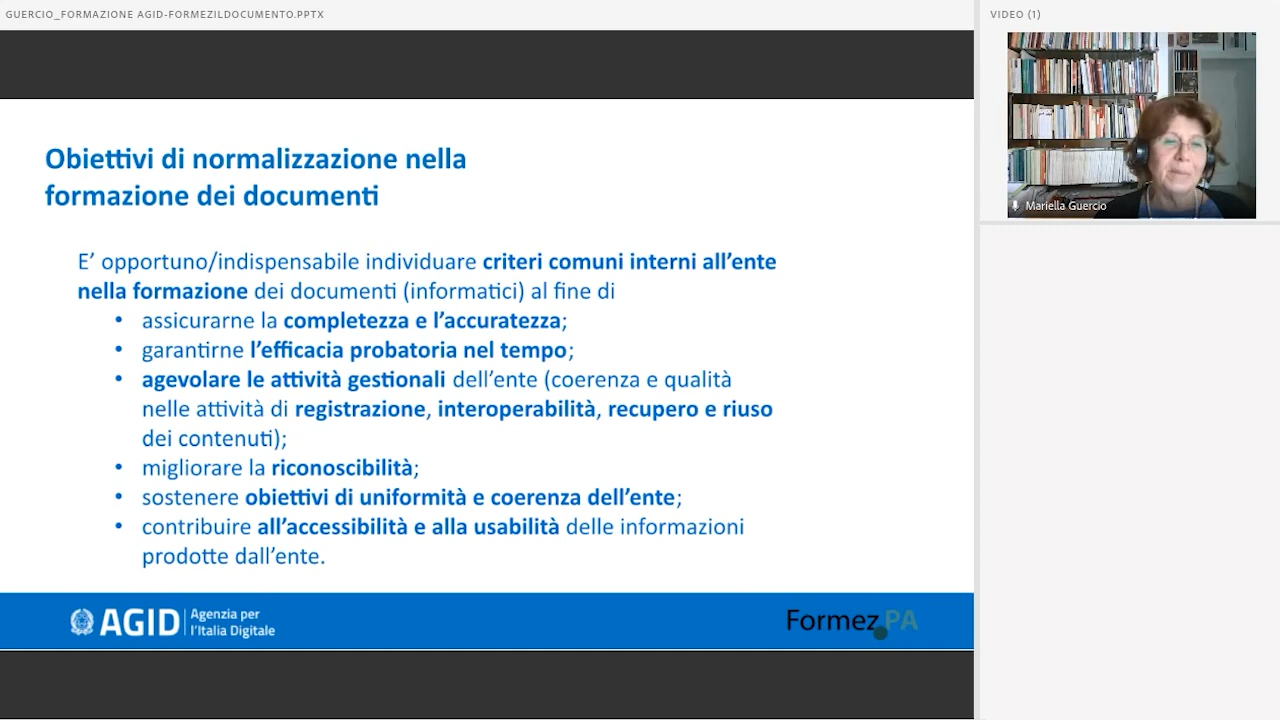 GUERCIO_FORMAZIONE AGID-FORMEZILDOCUMENTO.PPTX
VIDEO (1)
Mariella Guercio
Obiettivi di normalizzazione nella
formazione dei documenti
E’ opportuno/indispensabile individuare criteri comuni interni all’ente
nella formazione dei documenti (informatici) al fine di
• assicurarne la completezza e l’accuratezza;
• garantirne l’efficacia probatoria nel tempo;
• agevolare le attività gestionali dell’ente (coerenza e qualità
nelle attività di registrazione, interoperabilità, recupero e riuso
dei contenuti);
• migliorare la riconoscibilità;
• sostenere obiettivi di uniformità e coerenza dell’ente;
• contribuire all’accessibilità e alla usabilità delle informazioni
prodotte dall’ente.
AGID
Agenzia per
l’Italia Digitale
Formez PA